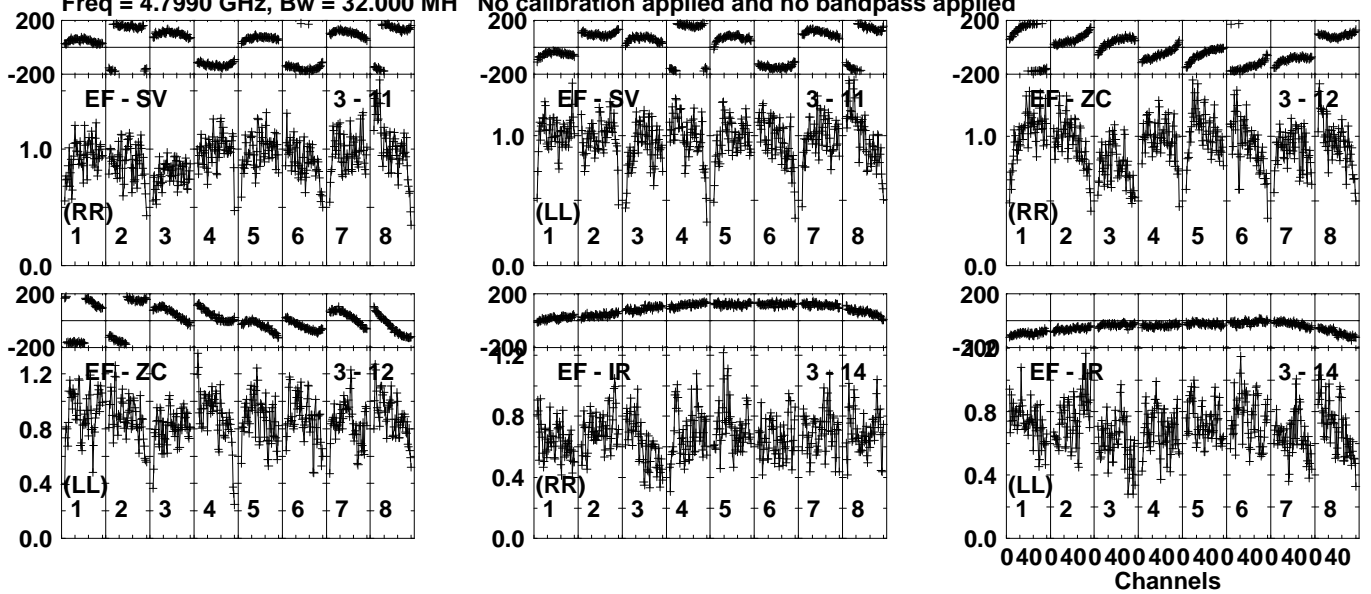 Freq = 4.7990 GHz, Bw = 32.000 MH No calibration applied and no bandpass applied
200
-200
EF - SV 3 - 11
1.0
(RR)
1 2 3 4 5 6 7 8
0.0
200
-200
EF - SV 3 - 11
1.0
(LL)
1 2 3 4 5 6 7 8
0.0
200
-200
EF - ZC 3 - 12
1.0
(RR)
1 2 3 4 5 6 7 8
0.0
200
-200
EF - ZC 3 - 12
1.2
0.8
0.4
(LL)
1 2 3 4 5 6 7 8
0.0
200
-200
1.2
EF - IR 3 - 14
0.8
0.4
(RR)
1 2 3 4 5 6 7 8
0.0
200
-200
1.2
EF - IR 3 - 14
0.8
0.4
(LL)
1 2 3 4 5 6 7 8
0.0
0 40 0 40 0 40 0 40 0 40 0 40 0 40 0 40
Channels